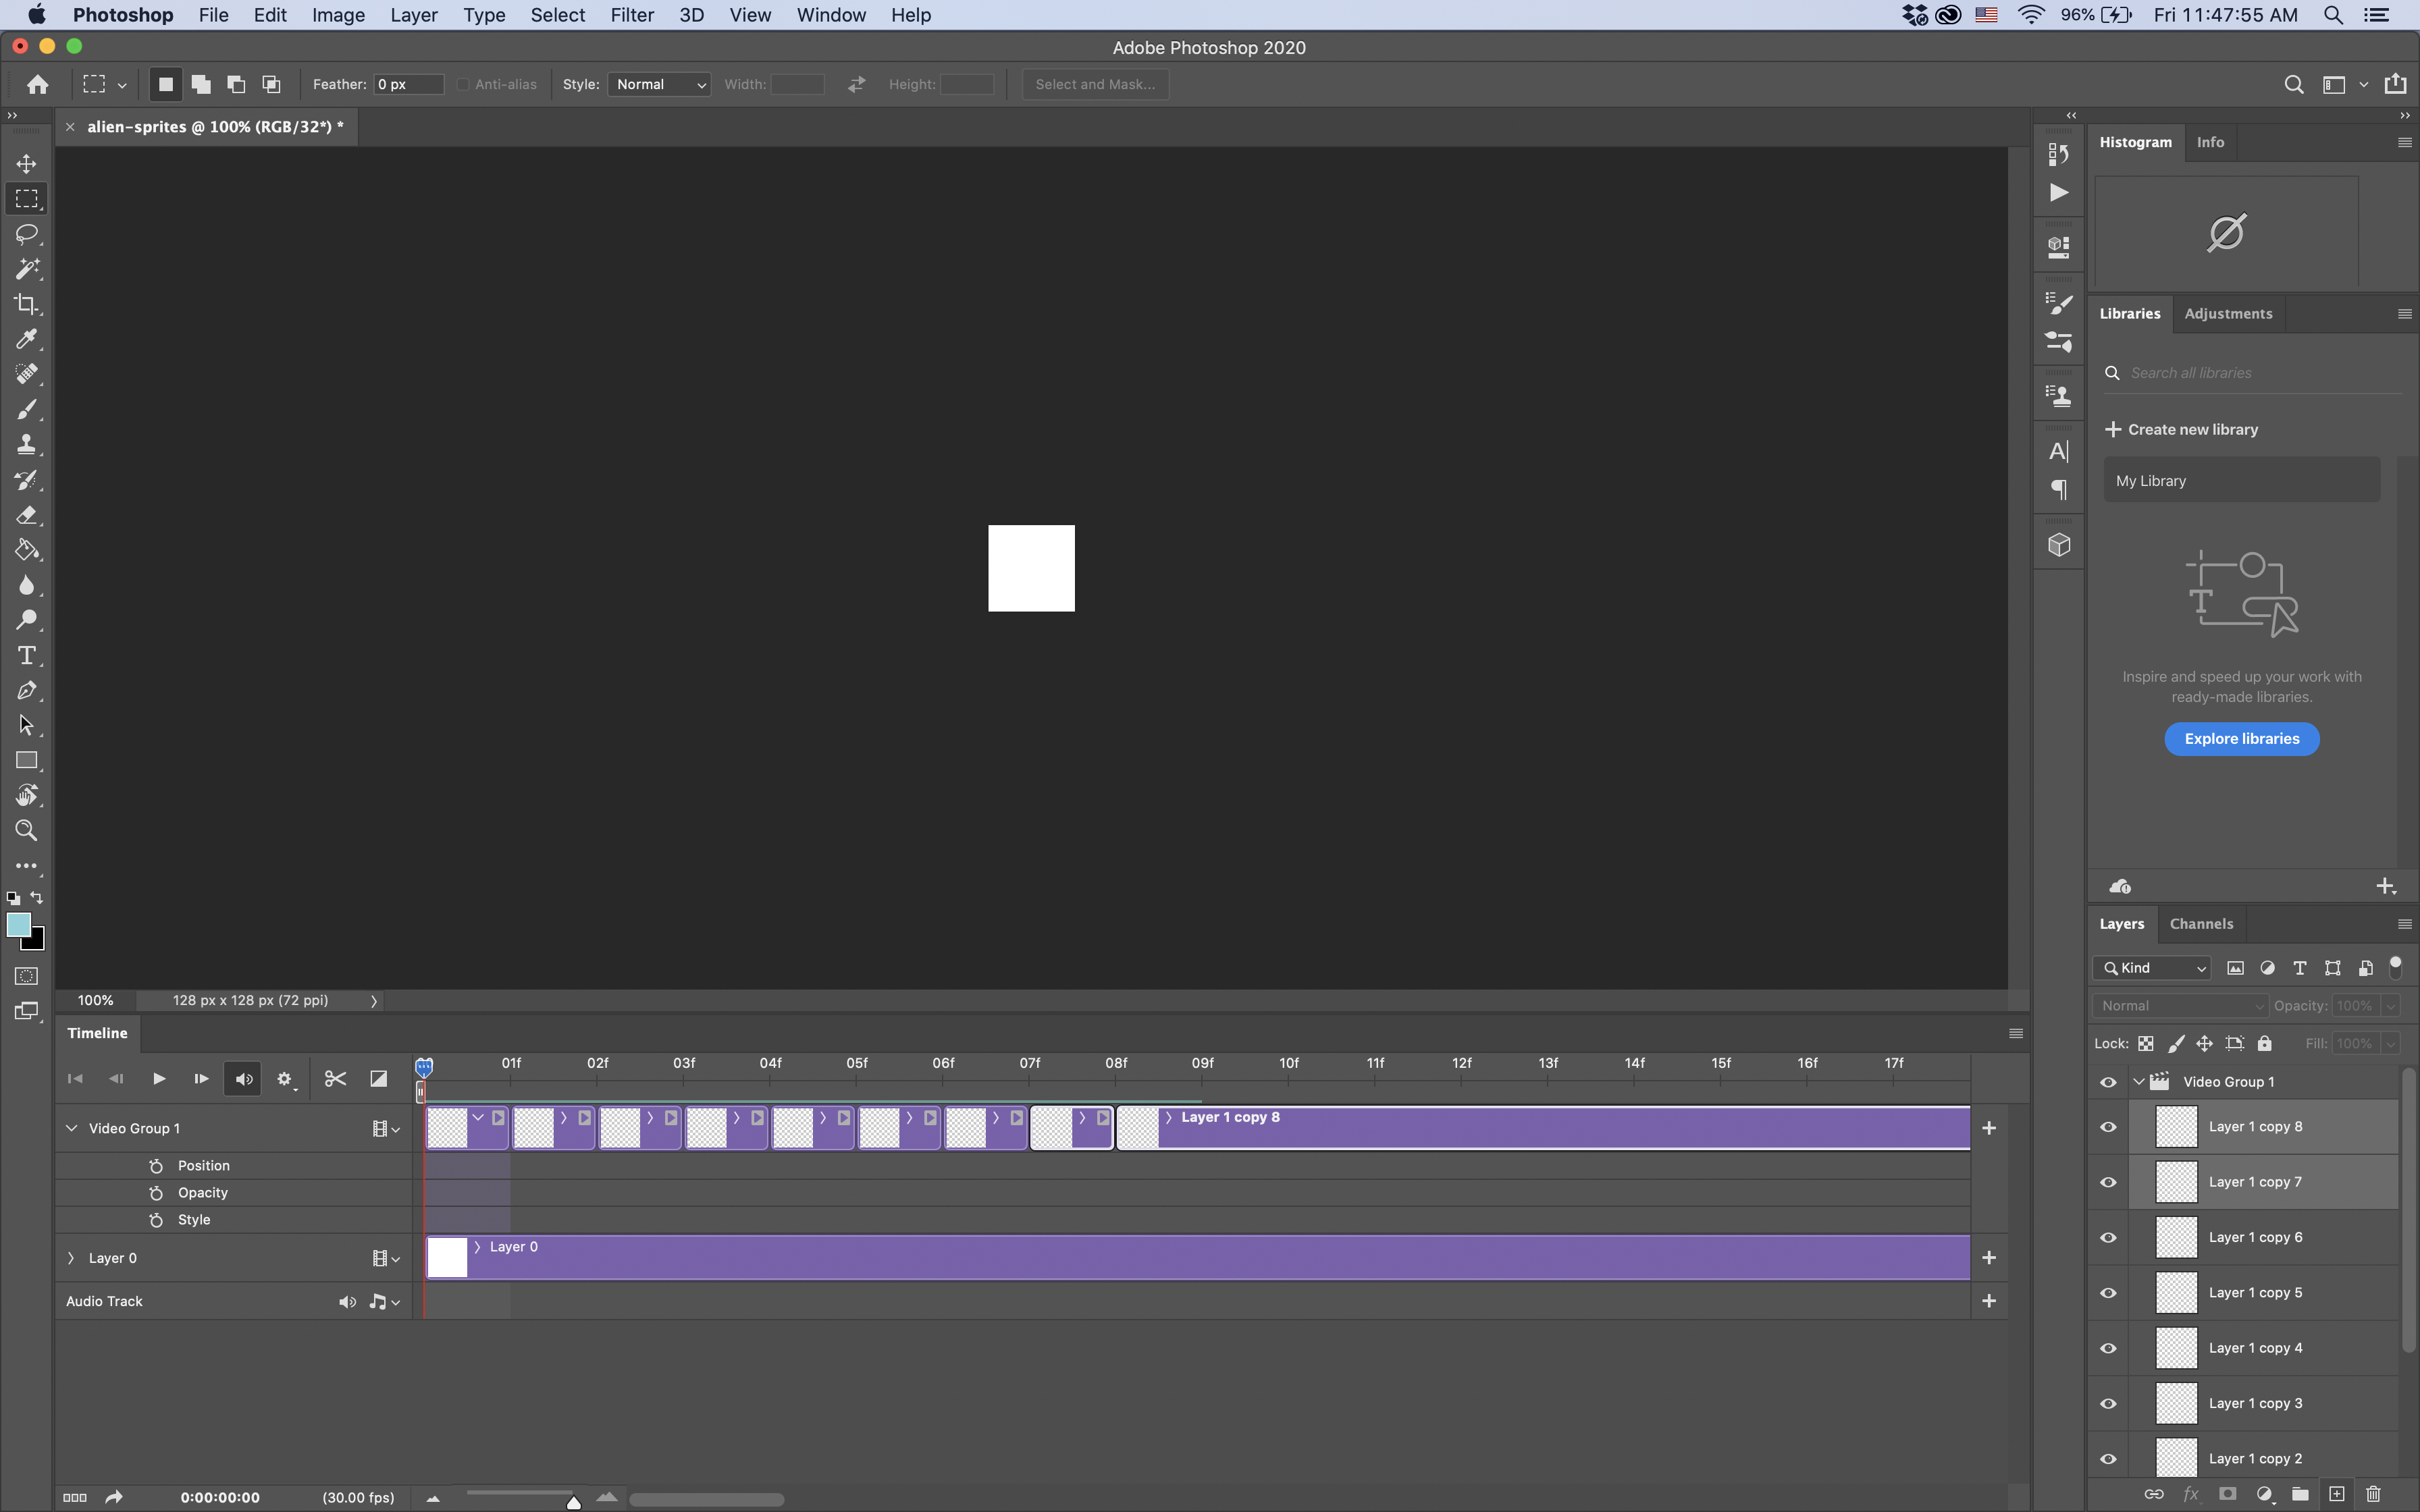 Photoshop File Edit Image Layer Type Select Filter 3D View Window Help 96% Fri 11:47:55 AM
Adobe Photoshop 2020
Feather: 0 px Anti-alias Style: Normal Width: Height: Select and Mask...
alien-sprites @ 100% (RGB/32*) *
Histogram Info
Libraries Adjustments
Search all libraries
Create new library
My Library
Inspire and speed up your work with
ready-made libraries.
Explore libraries
Layers Channels
Kind
Normal Opacity: 100%
Lock: Fill: 100%
Video Group 1
Layer 1 copy 8
Layer 1 copy 7
Layer 1 copy 6
Layer 1 copy 5
Layer 1 copy 4
Layer 1 copy 3
Layer 1 copy 2
100% 128 px x 128 px (72 ppi)
Timeline
01f 02f 03f 04f 05f 06f 07f 08f 09f 10f 11f 12f 13f 14f 15f 16f 17f
Video Group 1 Layer 1 copy 8
Position
Opacity
Style
Layer 0 Layer 0
Audio Track
0:00:00:00 (30.00 fps)